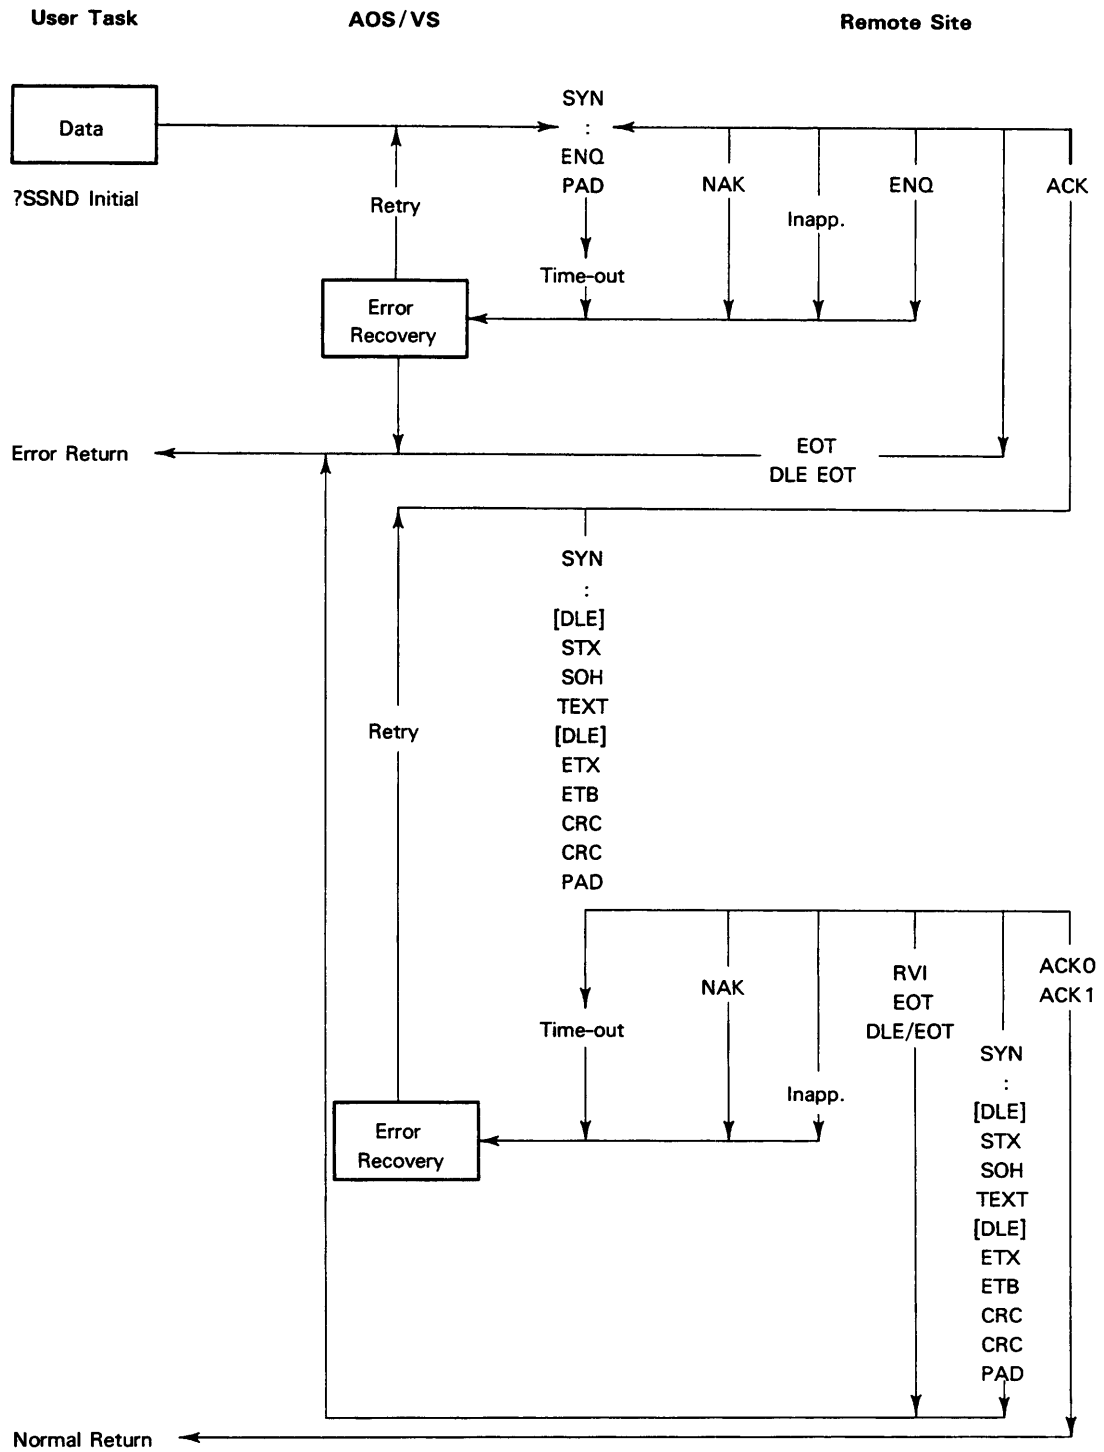 User Task
AOS/VS
Remote Site
Data
?SSND Initial
SYN
:
ENQ
PAD
Retry
NAK
Inapp.
ENQ
ACK
Time-out
Error
Recovery
Error Return
EOT
DLE EOT
SYN
:
[DLE]
STX
SOH
TEXT
[DLE]
ETX
ETB
CRC
CRC
PAD
Retry
Time-out
NAK
Inapp.
RVI
EOT
DLE/EOT
ACK0
ACK1
SYN
:
[DLE]
STX
SOH
TEXT
[DLE]
ETX
ETB
CRC
CRC
PAD
Error
Recovery
Normal Return